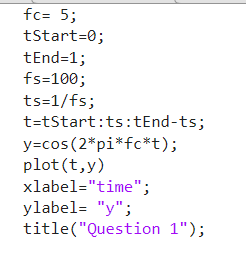 fc= 5;
tStart=0;
tEnd=1;
fs=100;
ts=1/fs;
t=tStart:ts:tEnd-ts;
y=cos(2*pi*fc*t);
plot(t,y)
xlabel="time";
ylabel= "y";
title("Question 1");